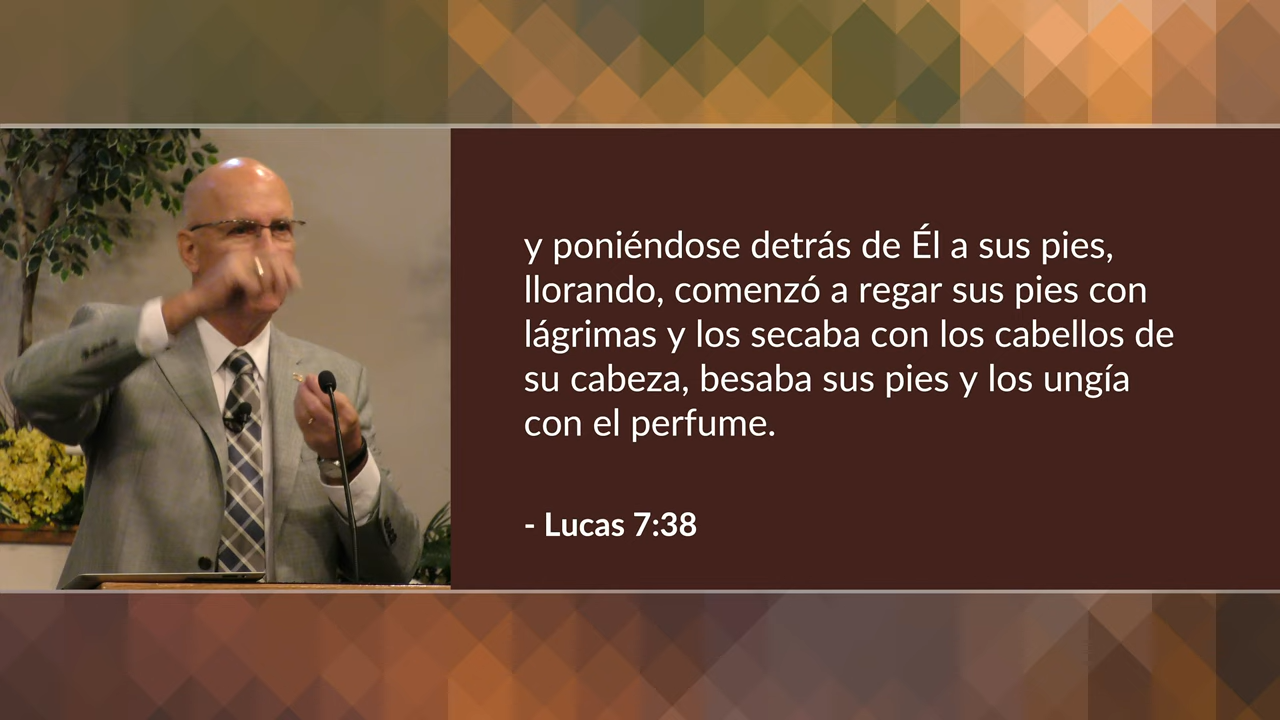 y poniéndose detrás de Él a sus pies,
llorando, comenzó a regar sus pies con
lágrimas y los secaba con los cabellos de
su cabeza, besaba sus pies y los ungía
con el perfume.
- Lucas 7:38